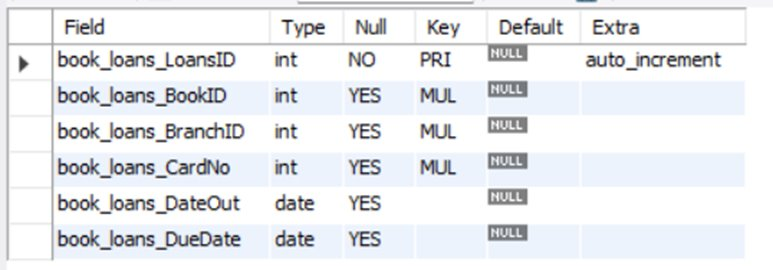 Field Type Null Key Default Extra
book_loans_LoansID int NO PRI NULL auto_increment
book_loans_BookID int YES MUL NULL
book_loans_BranchID int YES MUL NULL
book_loans_CardNo int YES MUL NULL
book_loans_DateOut date YES NULL
book_loans_DueDate date YES NULL